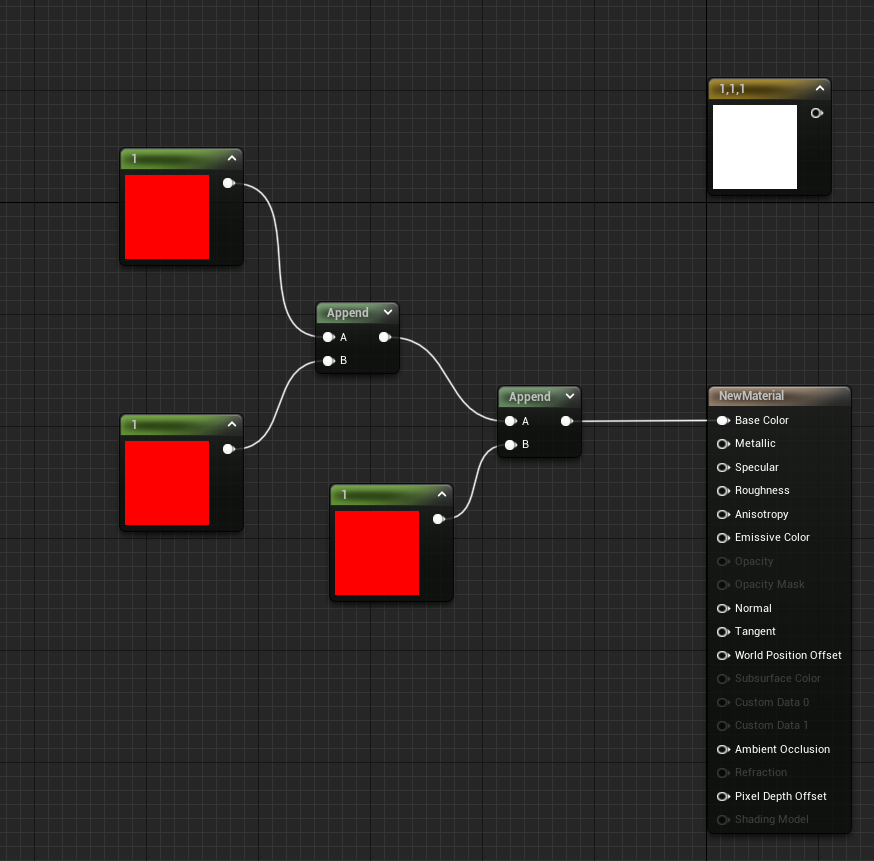 1,1,1
1
Append
A
B
1
Append
A
B
1
NewMaterial
Base Color
Metallic
Specular
Roughness
Anisotropy
Emissive Color
Opacity
Opacity Mask
Normal
Tangent
World Position Offset
Subsurface Color
Custom Data 0
Custom Data 1
Ambient Occlusion
Refraction
Pixel Depth Offset
Shading Model